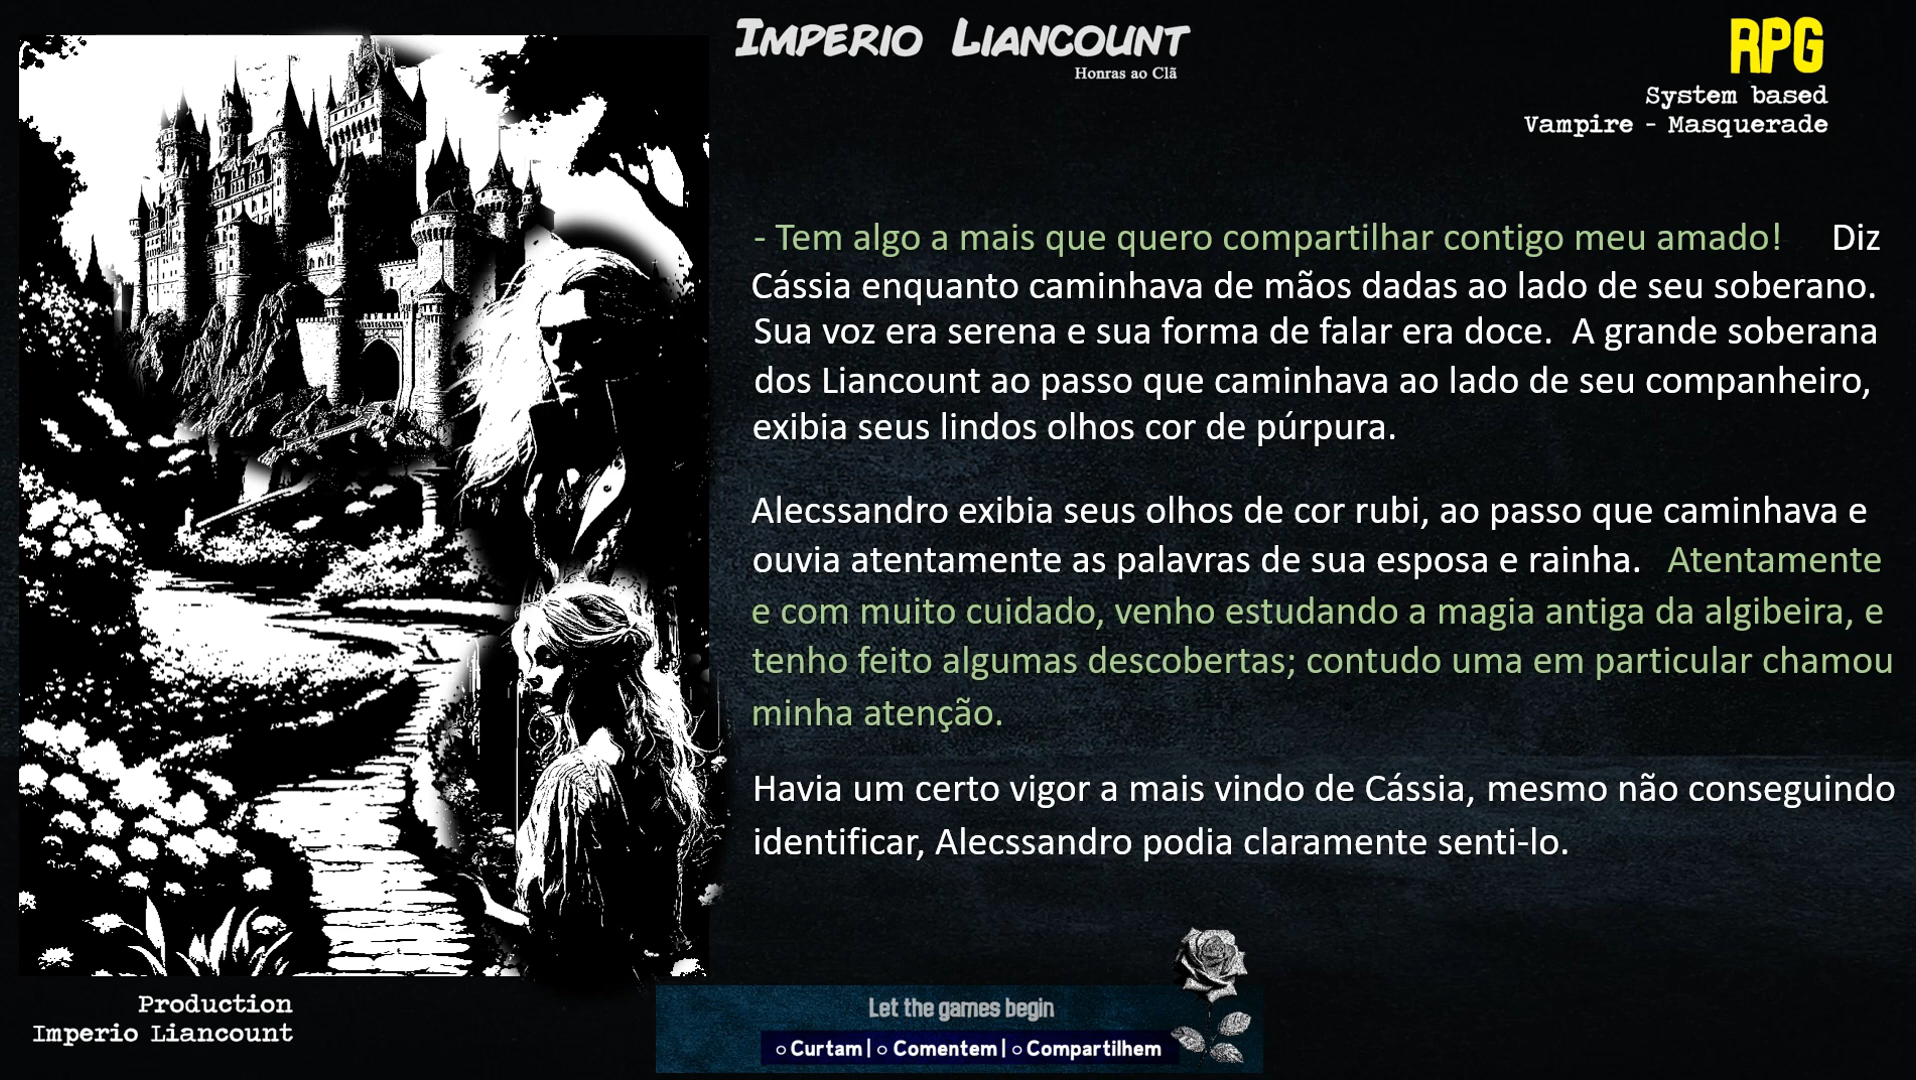 IMPERIO LIANCOUNT
Honras ao Clã
RPG
System based
Vampire - Masquerade
- Tem algo a mais que quero compartilhar contigo meu amado! Diz
Cássia enquanto caminhava de mãos dadas ao lado de seu soberano.
Sua voz era serena e sua forma de falar era doce. A grande soberana
dos Liancount ao passo que caminhava ao lado de seu companheiro,
exibia seus lindos olhos cor de púrpura.
Alecssandro exibia seus olhos de cor rubi, ao passo que caminhava e
ouvia atentamente as palavras de sua esposa e rainha. Atentamente
e com muito cuidado, venho estudando a magia antiga da algibeira, e
tenho feito algumas descobertas; contudo uma em particular chamou
minha atenção.
Havia um certo vigor a mais vindo de Cássia, mesmo não conseguindo
identificar, Alecssandro podia claramente senti-lo.
Production
Imperio Liancount
Let the games begin
○ Curtam | ○ Comentem | ○ Compartilhem